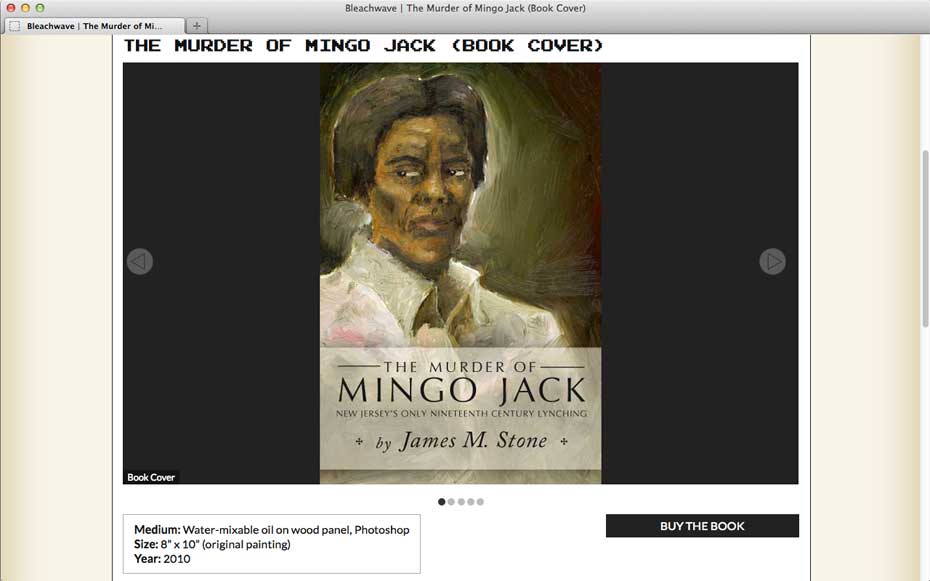 Bleachwave | The Murder of Mingo Jack (Book Cover)
Bleachwave | The Murder of Mi...
THE MURDER OF MINGO JACK (BOOK COVER)
THE MURDER OF
MINGO JACK
NEW JERSEY'S ONLY NINETEENTH CENTURY LYNCHING
by James M. Stone
Book Cover
Medium: Water-mixable oil on wood panel, Photoshop
Size: 8" x 10" (original painting)
Year: 2010
BUY THE BOOK